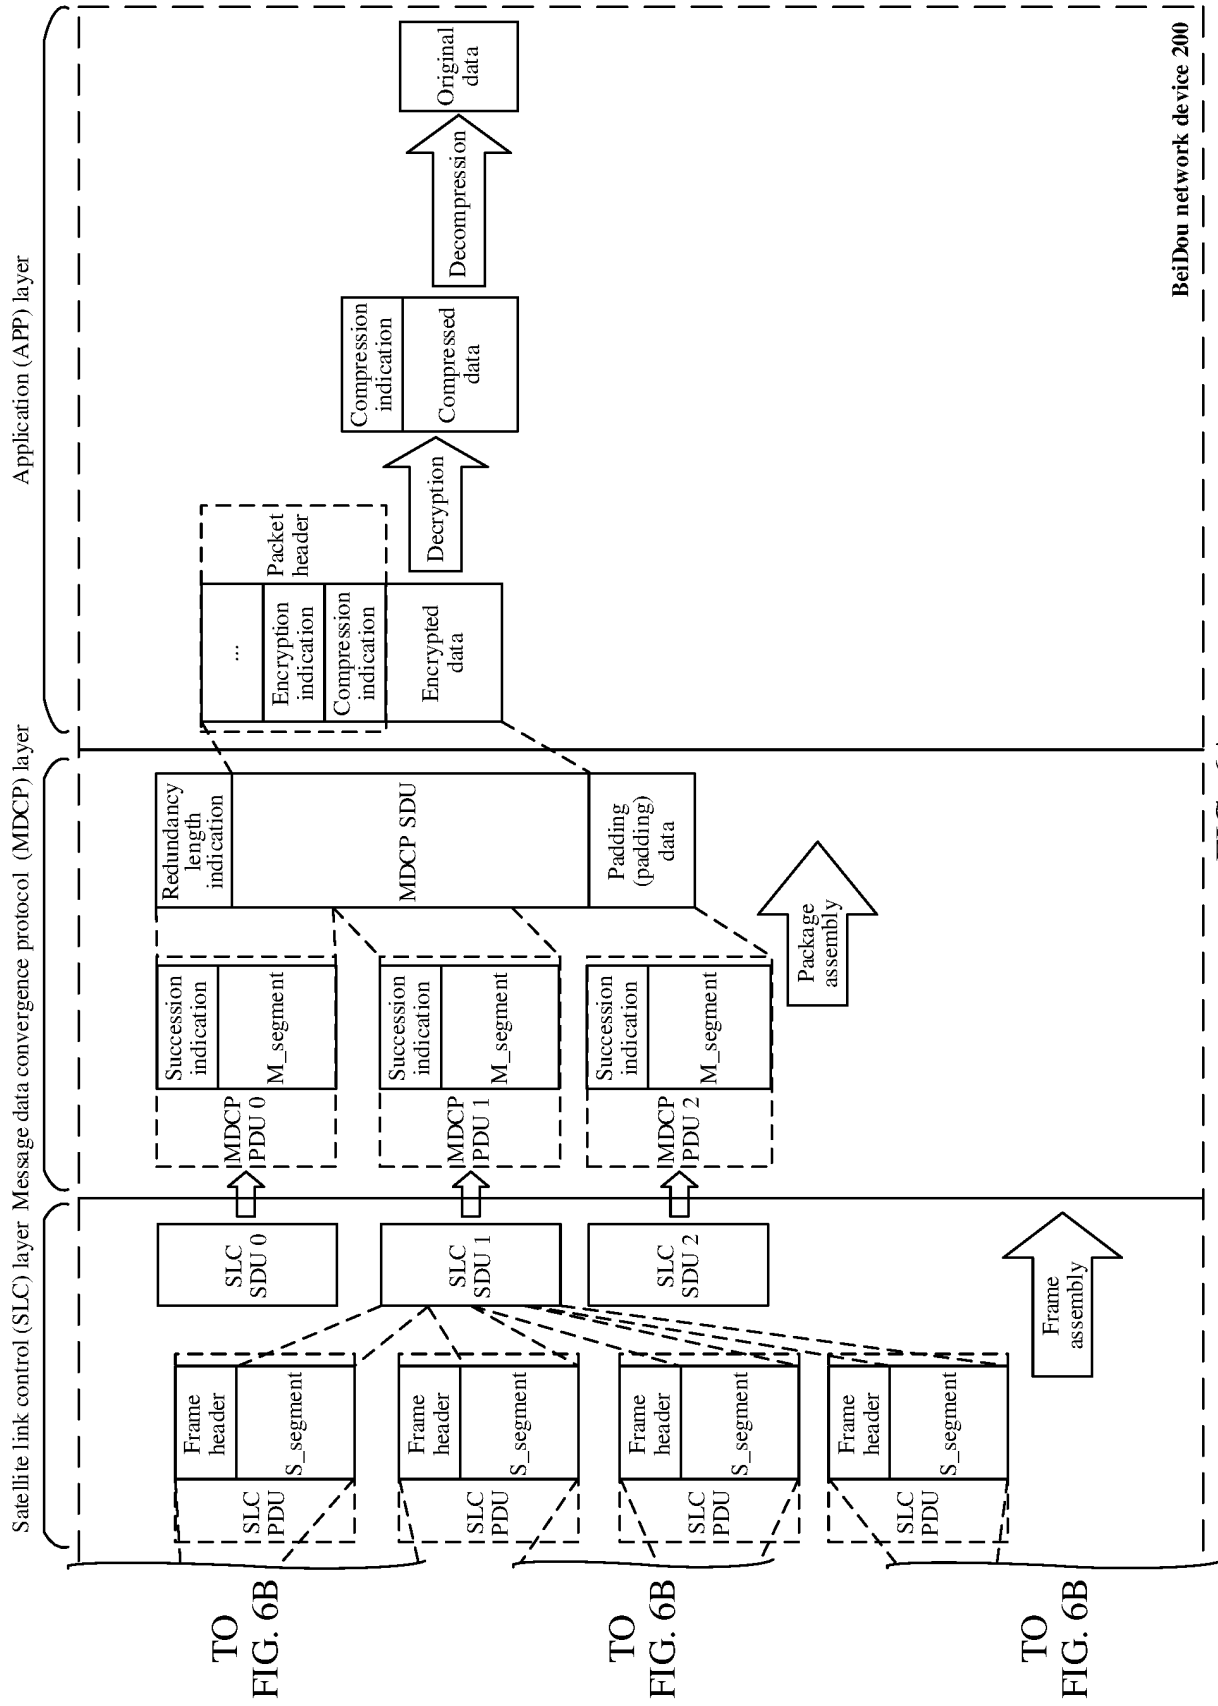 Satellite link control (SLC) layer
Message data convergence protocol (MDCP) layer
Application (APP) layer
TO
FIG. 6B
TO
FIG. 6B
TO
FIG. 6B
SLC
PDU
Frame
header
S_segment
SLC
PDU
Frame
header
S_segment
SLC
PDU
Frame
header
S_segment
SLC
PDU
Frame
header
S_segment
SLC
SDU 0
SLC
SDU 1
SLC
SDU 2
Frame
assembly
MDCP
PDU 0
Succession
indication
M_segment
MDCP
PDU 1
Succession
indication
M_segment
MDCP
PDU 2
Succession
indication
M_segment
Package
assembly
Redundancy
length
indication
MDCP SDU
Padding
(padding)
data
...
Encryption
indication
Compression
indication
Encrypted
data
Packet
header
Decryption
Compression
indication
Compressed
data
Decompression
Original
data
BeiDou network device 200